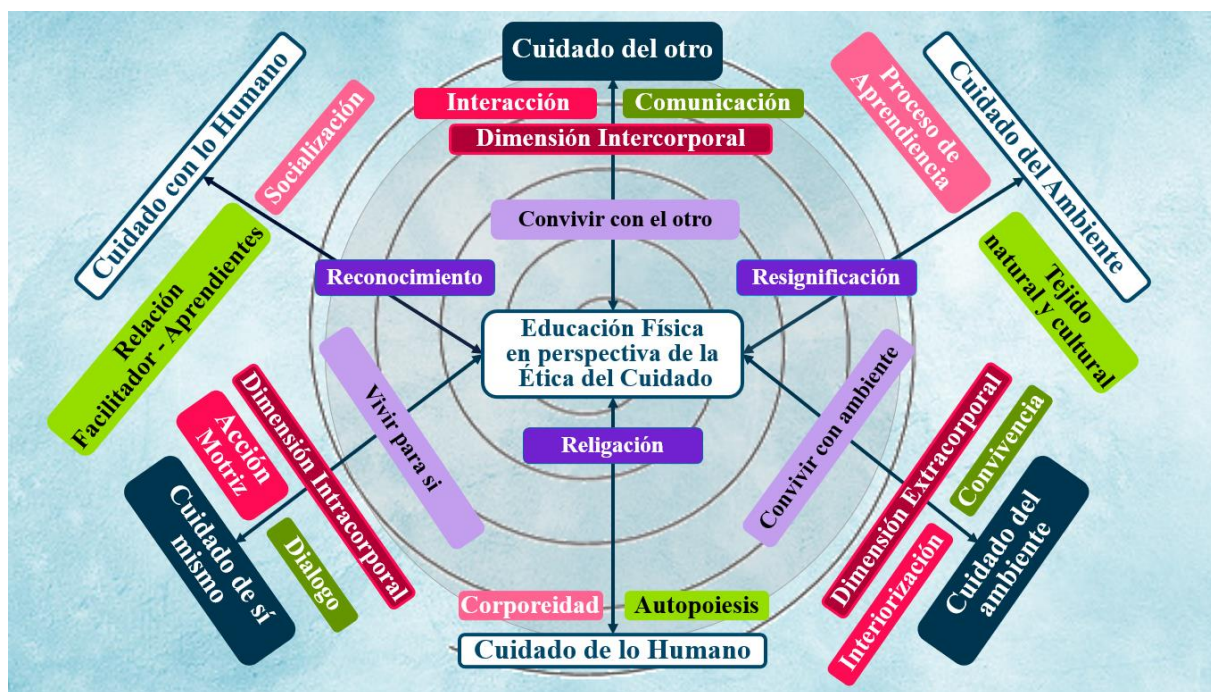 Cuidado del otro
Interacción
Comunicación
Dimensión Intercorporal
Convivir con el otro
Cuidado con lo Humano
Socialización
Relación
Facilitador - Aprendientes
Reconocimiento
Proceso de
Aprendiencia
Cuidado del Ambiente
Tejido
natural y cultural
Resignificación
Educación Física
en perspectiva de la
Ética del Cuidado
Vivir para si
Dimensión Intracorporal
Acción
Motriz
Dialogo
Cuidado de sí
mismo
Religación
Convivir con ambiente
Dimensión Extracorporal
Convivencia
Interiorización
Cuidado del
ambiente
Corporeidad
Autopoiesis
Cuidado de lo Humano